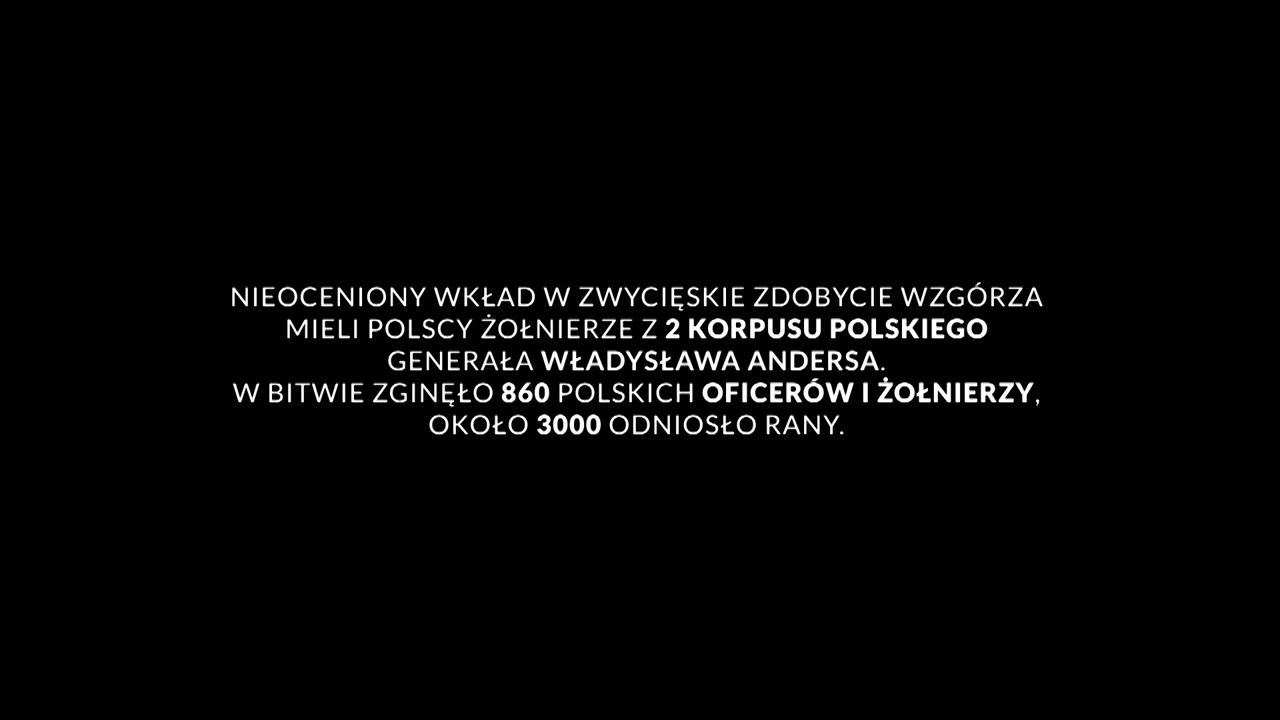 NIEOCENIONY WKŁAD W ZWYCIĘSKIE ZDOBYCIE WZGÓRZA
MIELI POLSCY ŻOŁNIERZE Z 2 KORPUSU POLSKIEGO
GENERAŁA WŁADYSŁAWA ANDERSA.
W BITWIE ZGINĘŁO 860 POLSKICH OFICERÓW I ŻOŁNIERZY,
OKOŁO 3000 ODNIOSŁO RANY.